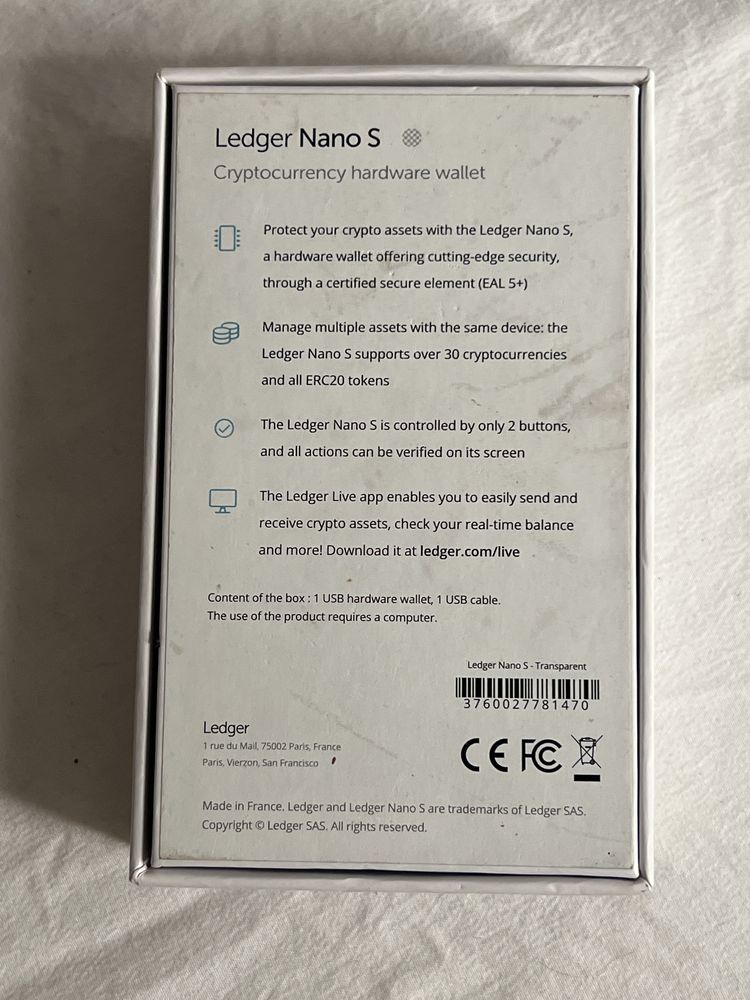 Ledger Nano S
Cryptocurrency hardware wallet
Protect your crypto assets with the Ledger Nano S,
a hardware wallet offering cutting-edge security,
through a certified secure element (EAL 5+)
Manage multiple assets with the same device: the
Ledger Nano S supports over 30 cryptocurrencies
and all ERC20 tokens
The Ledger Nano S is controlled by only 2 buttons,
and all actions can be verified on its screen
The Ledger Live app enables you to easily send and
receive crypto assets, check your real-time balance
and more! Download it at ledger.com/live
Content of the box : 1 USB hardware wallet, 1 USB cable.
The use of the product requires a computer.
Ledger Nano S - Transparent
3760027781470
Ledger
1 rue du Mail, 75002 Paris, France
Paris, Vierzon, San Francisco
CE FC
Made in France. Ledger and Ledger Nano S are trademarks of Ledger SAS.
Copyright © Ledger SAS. All rights reserved.